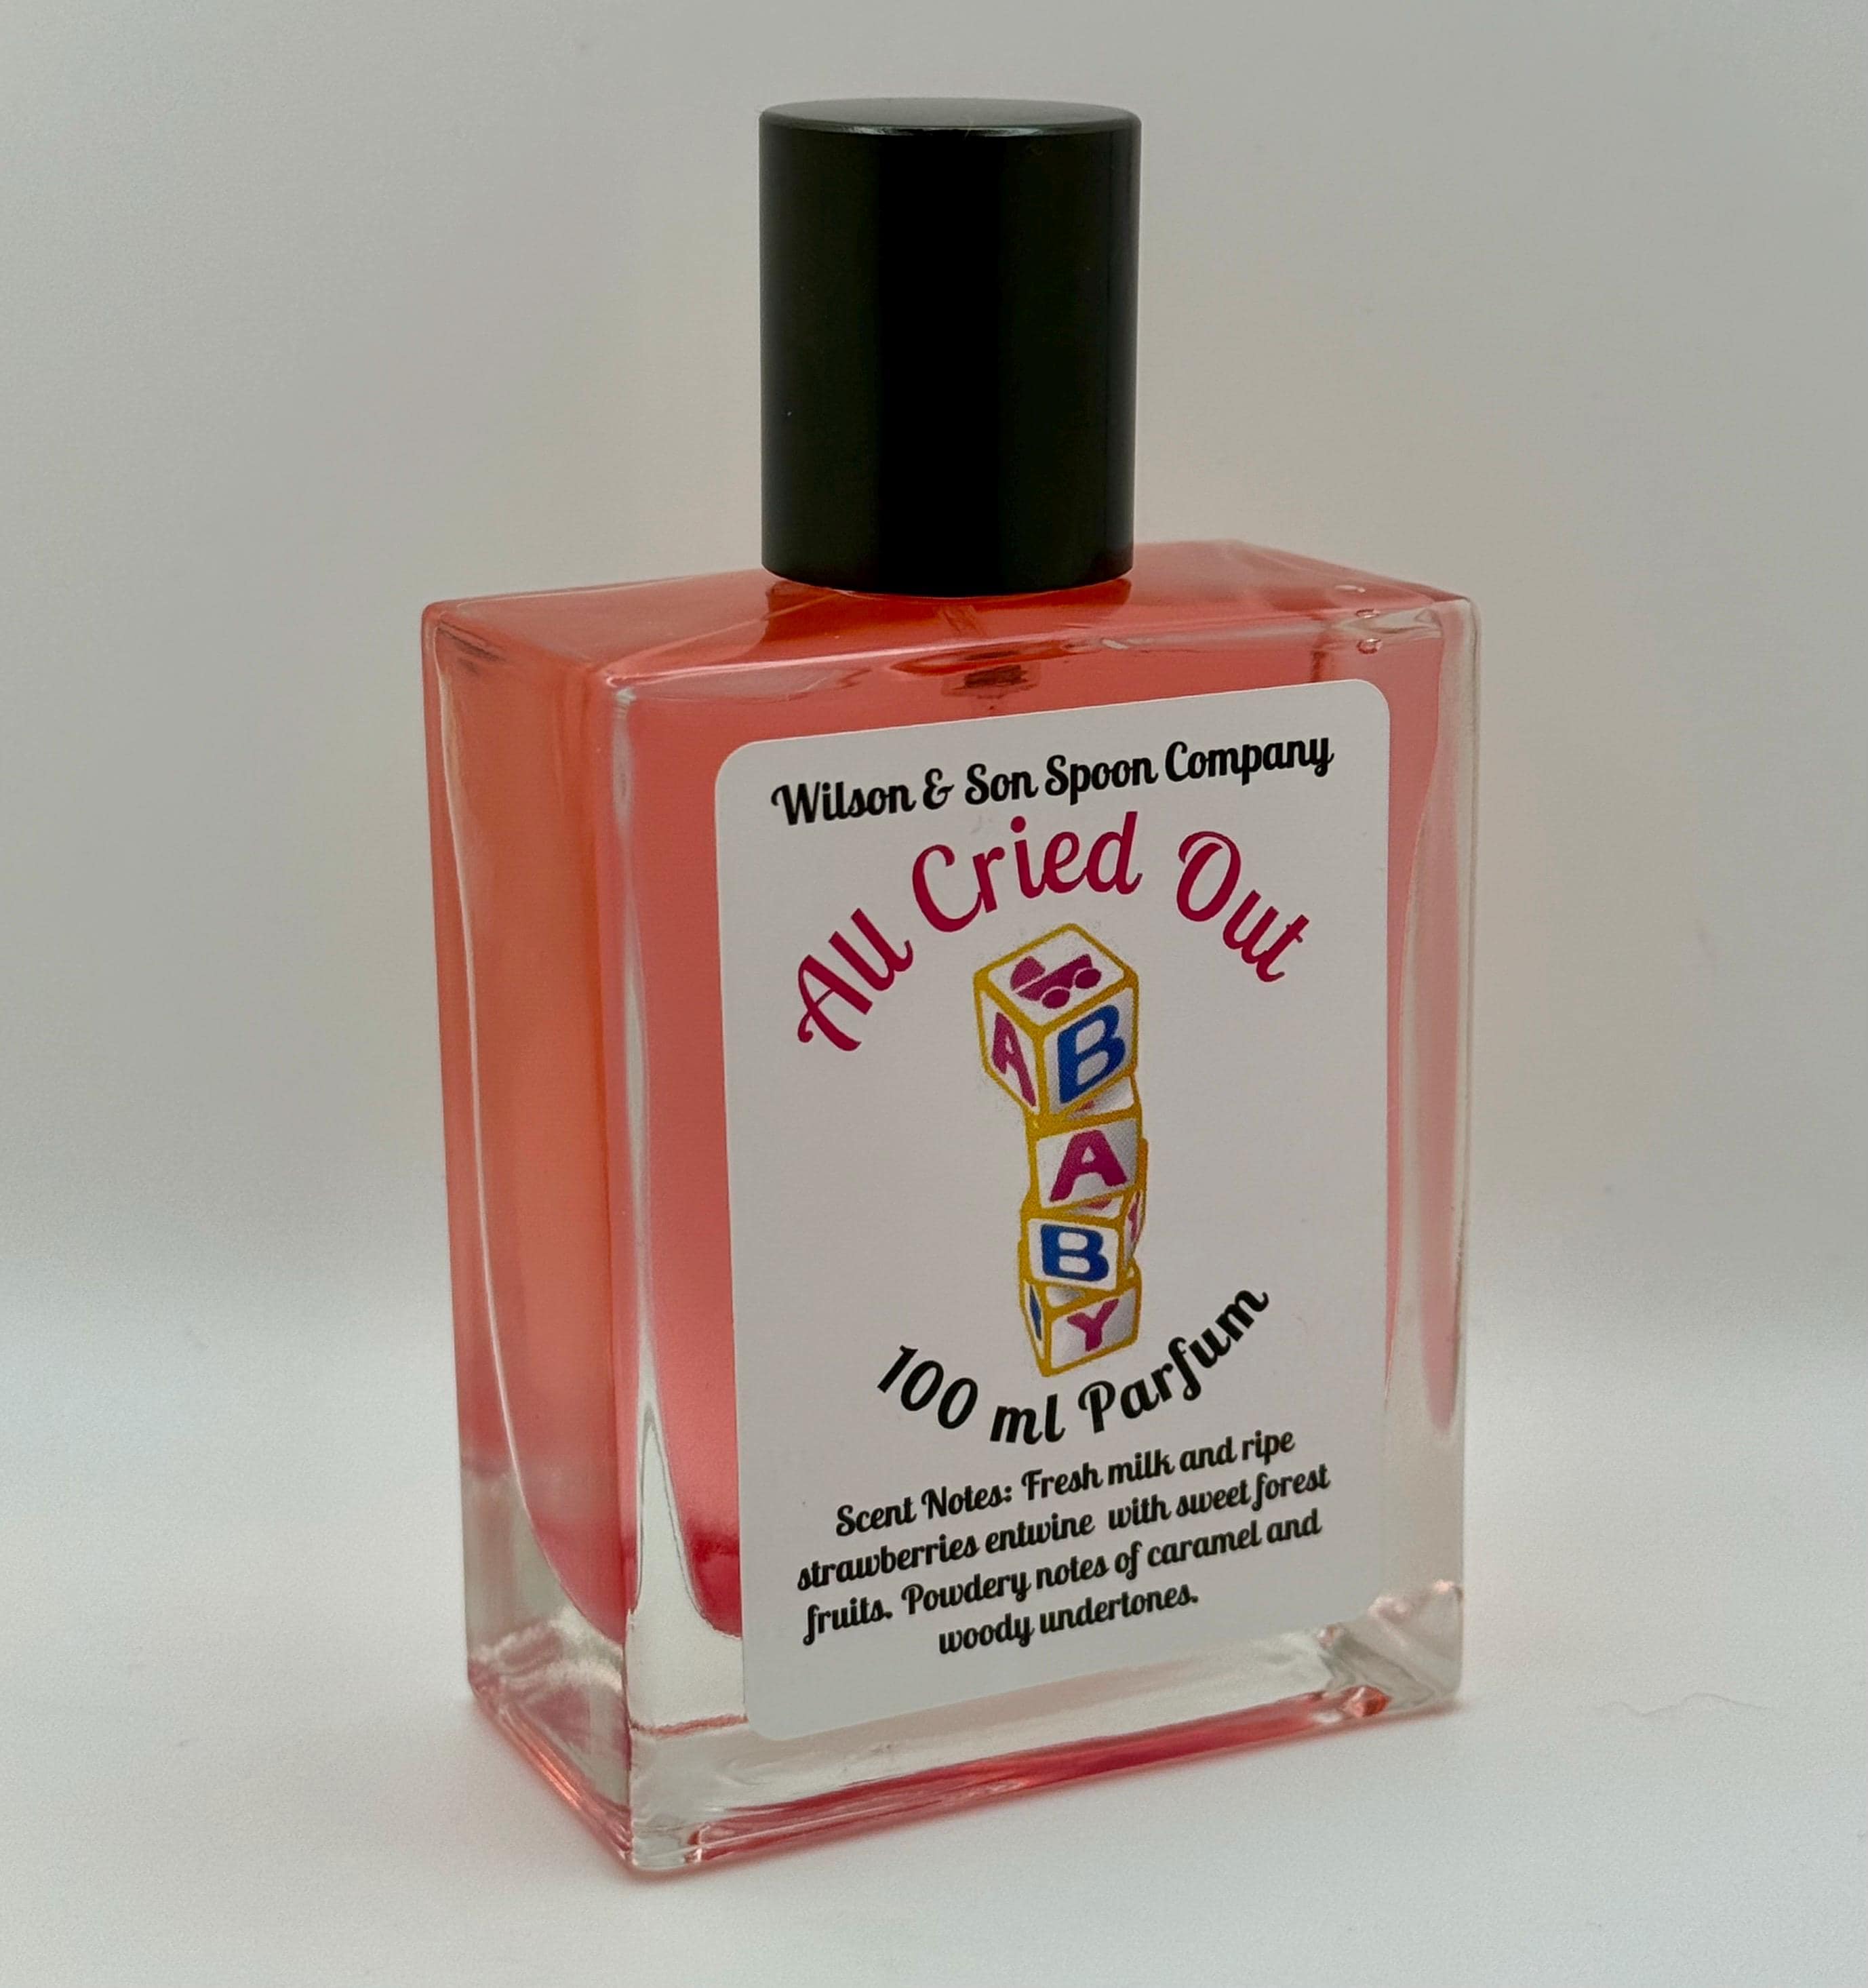 Wilson & Son Spoon Company
All Cried Out
A B
A
B
Y
100 ml Parfum
Scent Notes: Fresh milk and ripe
strawberries entwine with sweet forest
fruits. Powdery notes of caramel and
woody undertones.